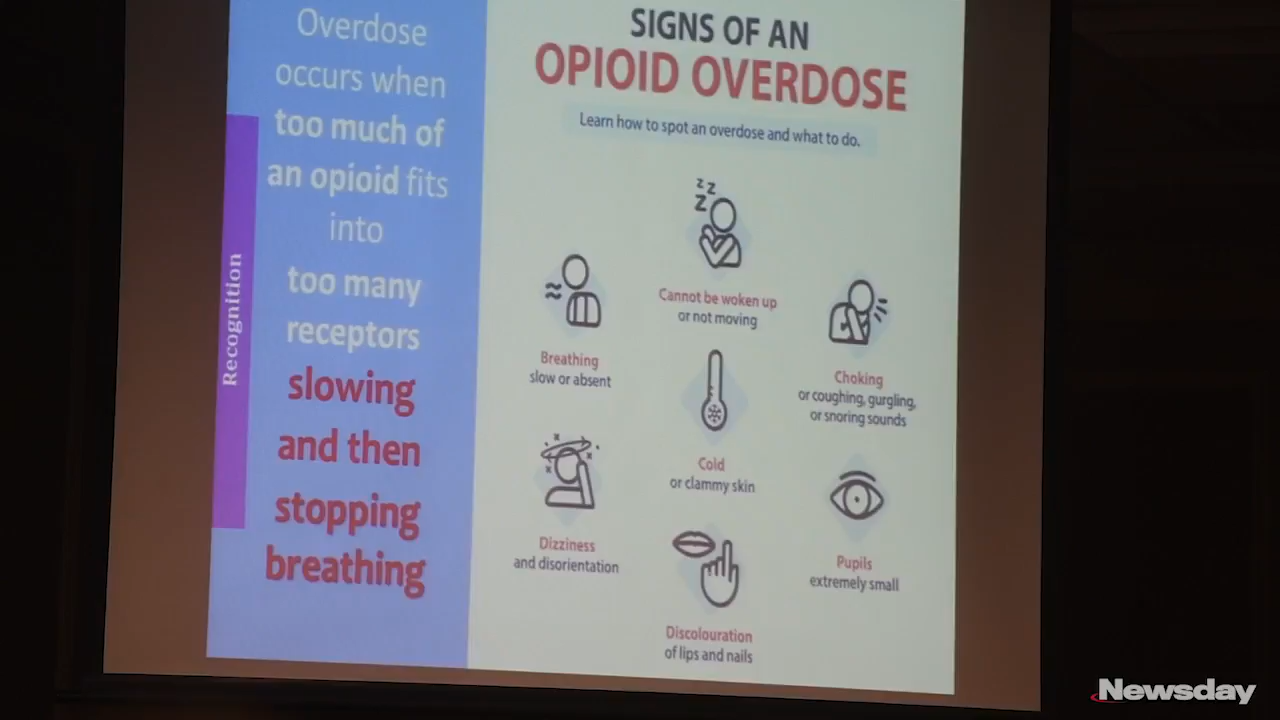 Overdose
occurs when
too much of
an opioid fits
into
too many
receptors
slowing
and then
stopping
breathing
Recognition
SIGNS OF AN
OPIOID OVERDOSE
Learn how to spot an overdose and what to do.
zzz
Cannot be woken up
or not moving
Breathing
slow or absent
Choking
or coughing, gurgling,
or snoring sounds
Cold
or clammy skin
Dizziness
and disorientation
Pupils
extremely small
Discolouration
of lips and nails
Newsday